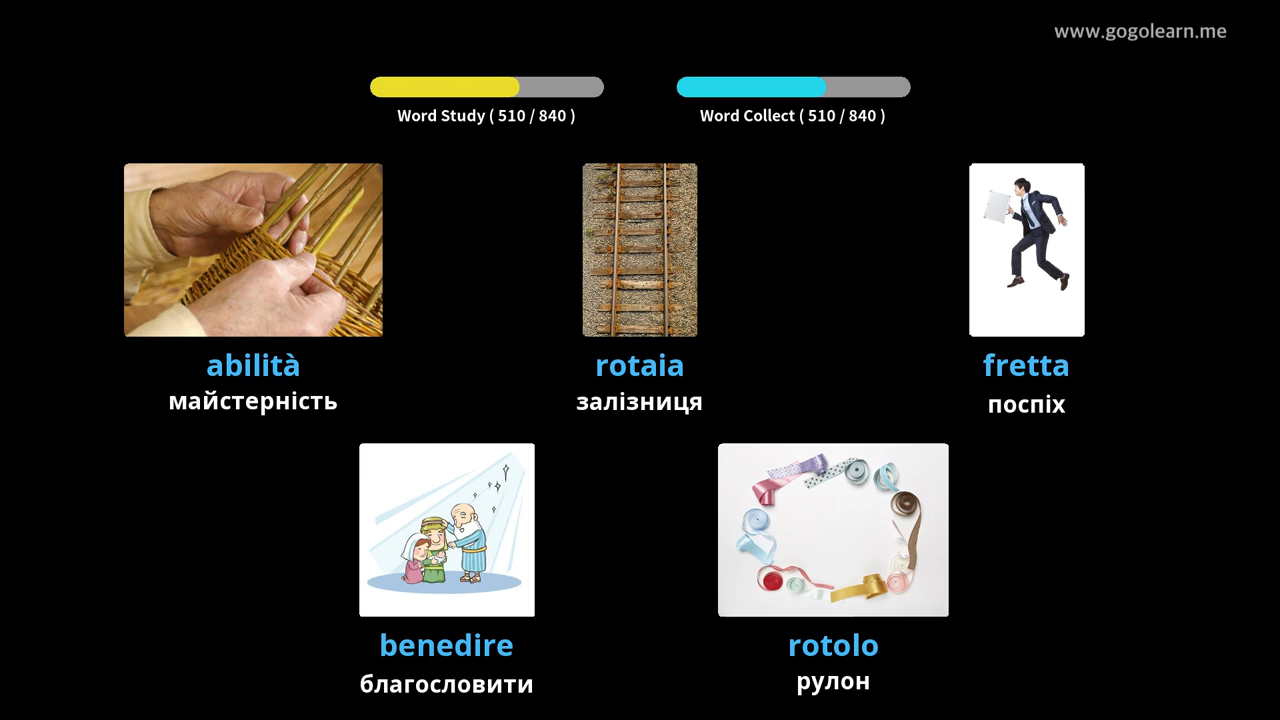 www.gogolearn.me
Word Study ( 510 / 840 )
Word Collect ( 510 / 840 )
abilità
майстерність
rotaia
залізниця
fretta
поспіх
benedire
благословити
rotolo
рулон